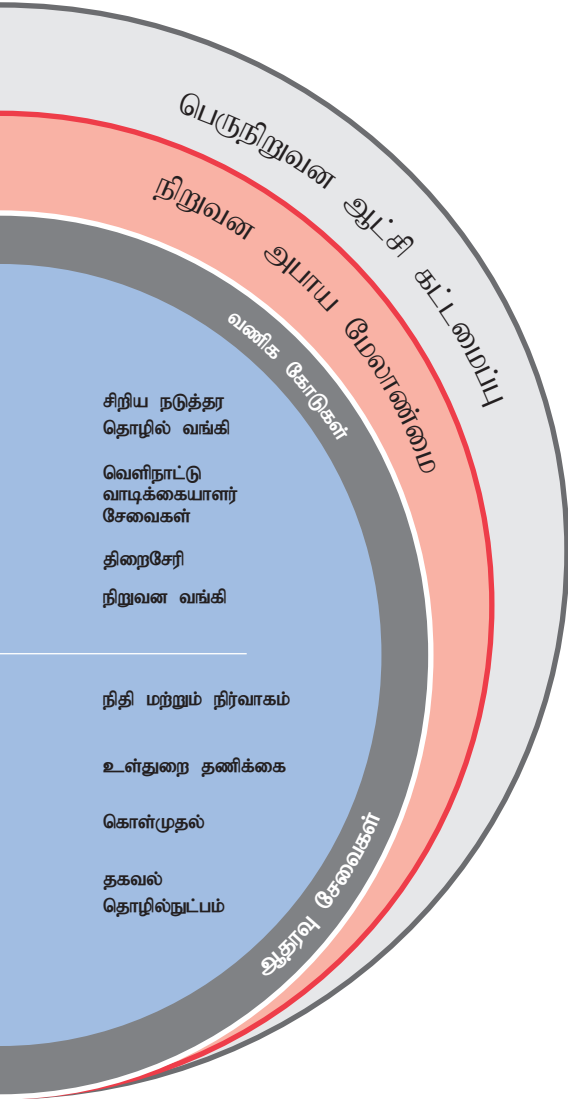 பெருநிறுவன ஆட்சி கட்டமைப்பு
நிறுவன அபாய மேலாண்மை
வணிக கோடுகள்
சிறிய நடுத்தர
தொழில் வங்கி
வெளிநாட்டு
வாடிக்கையாளர்
சேவைகள்
திறைசேரி
நிறுவன வங்கி
நிதி மற்றும் நிர்வாகம்
உள்துறை தணிக்கை
கொள்முதல்
தகவல்
தொழில்நுட்பம்
ஆதரவு சேவைகள்